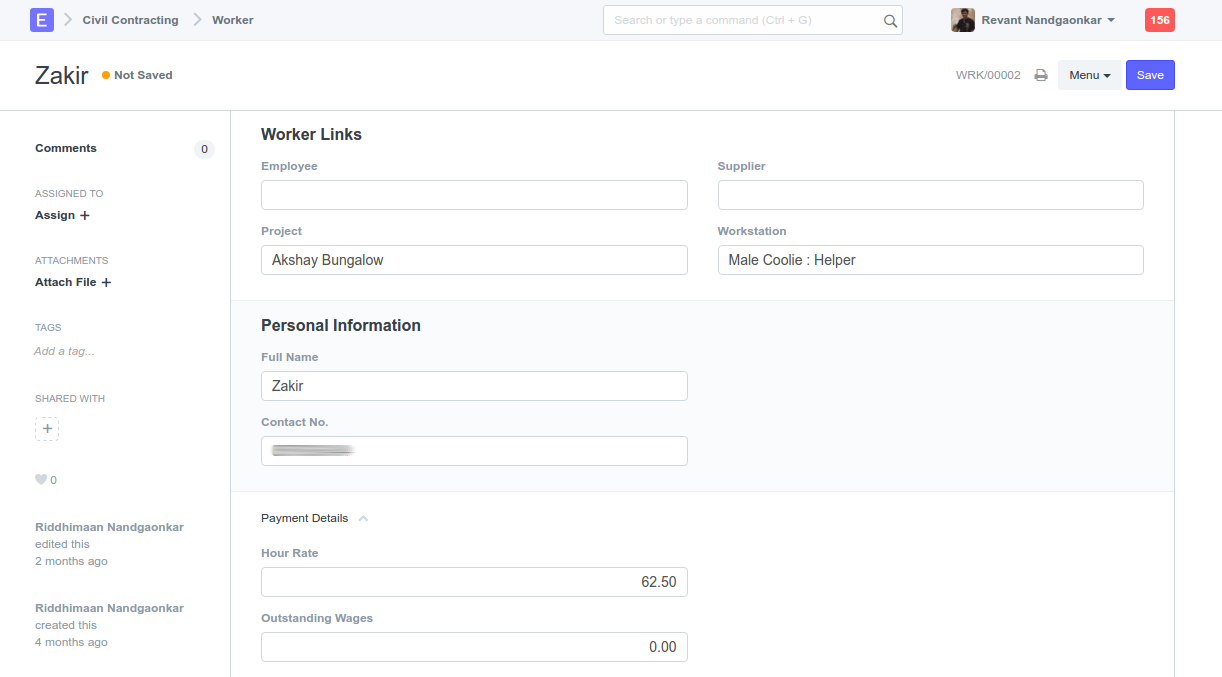 E Civil Contracting Worker
Search or type a command (Ctrl + G)
Revant Nandgaonkar
156
Zakir Not Saved
WRK/00002
Menu
Save
Comments 0
ASSIGNED TO
Assign +
ATTACHMENTS
Attach File +
TAGS
Add a tag...
SHARED WITH
+
0
Riddhimaan Nandgaonkar
edited this
2 months ago
Riddhimaan Nandgaonkar
created this
4 months ago
Worker Links
Employee
Supplier
Project
Akshay Bungalow
Workstation
Male Coolie : Helper
Personal Information
Full Name
Zakir
Contact No.
Payment Details
Hour Rate
62.50
Outstanding Wages
0.00